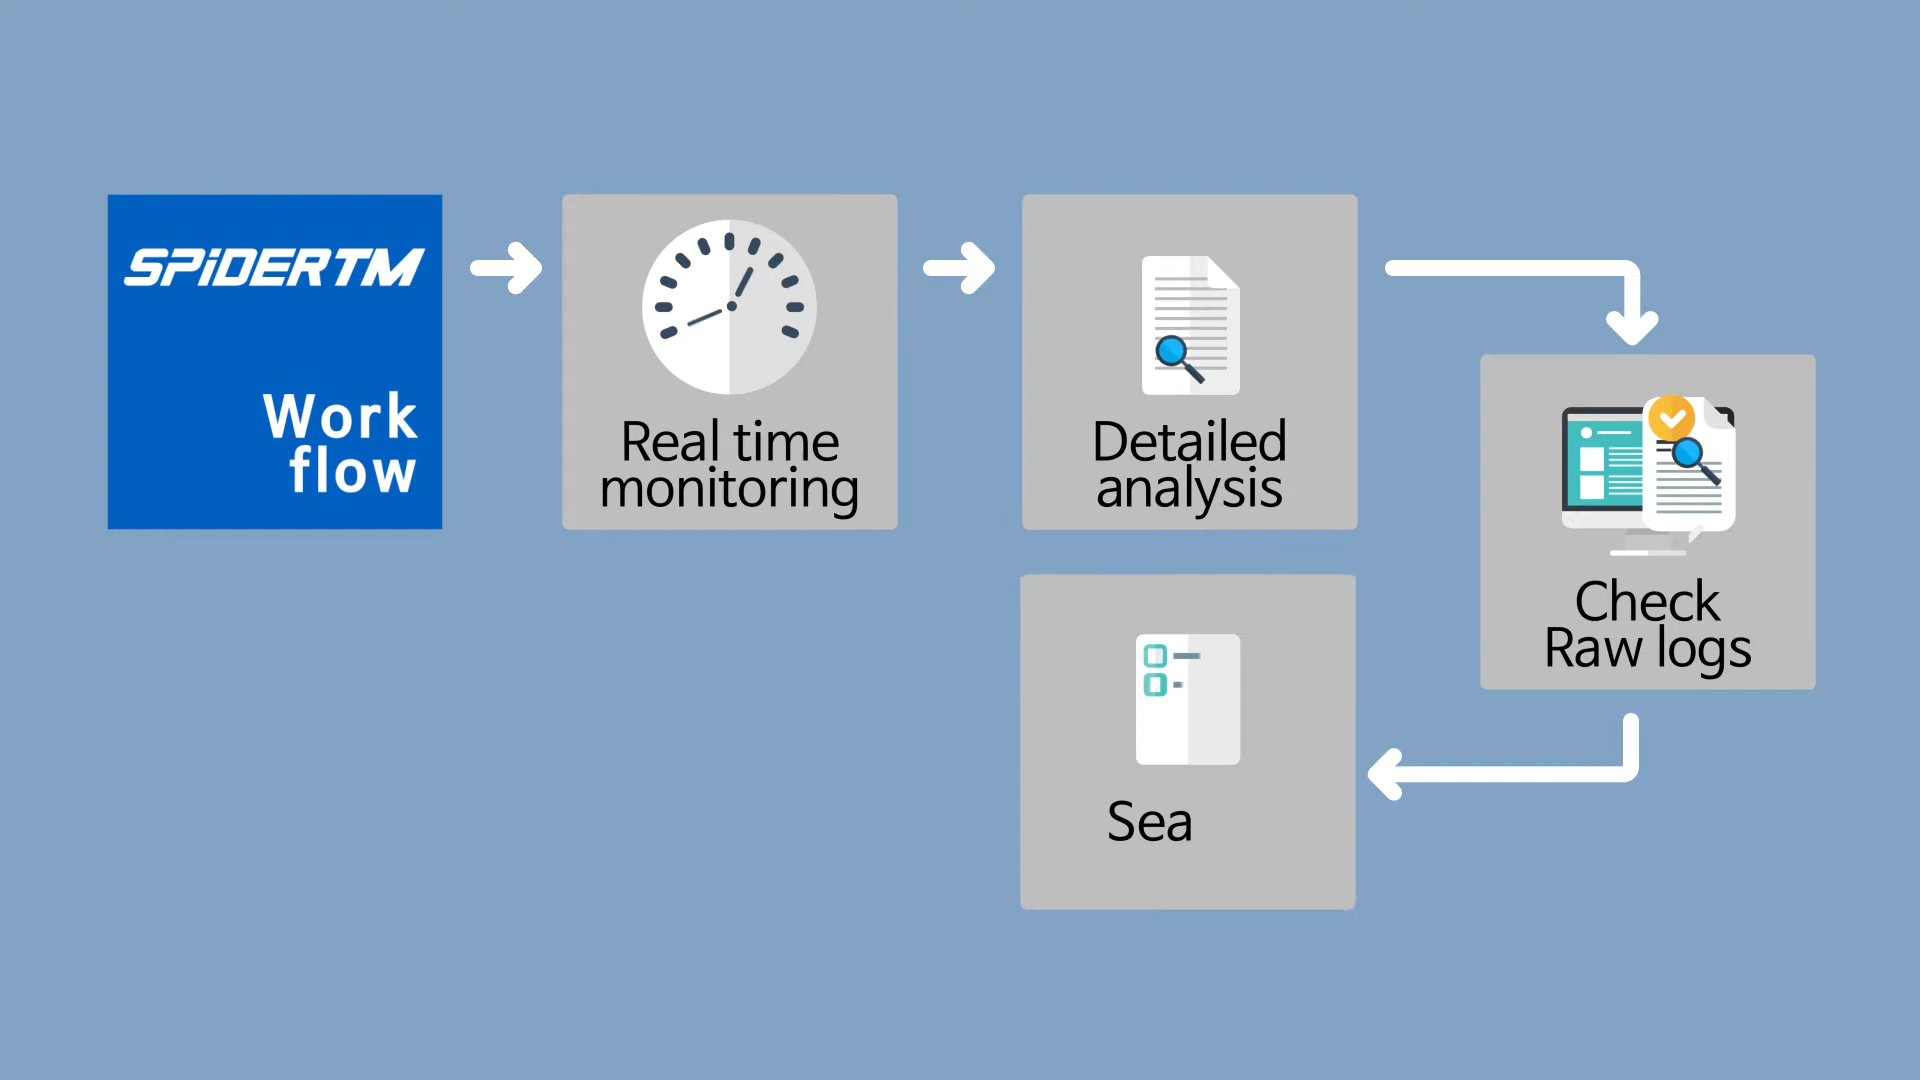 SPiDERTM
Work
flow
Real time
monitoring
Detailed
analysis
Check
Raw logs
Sea